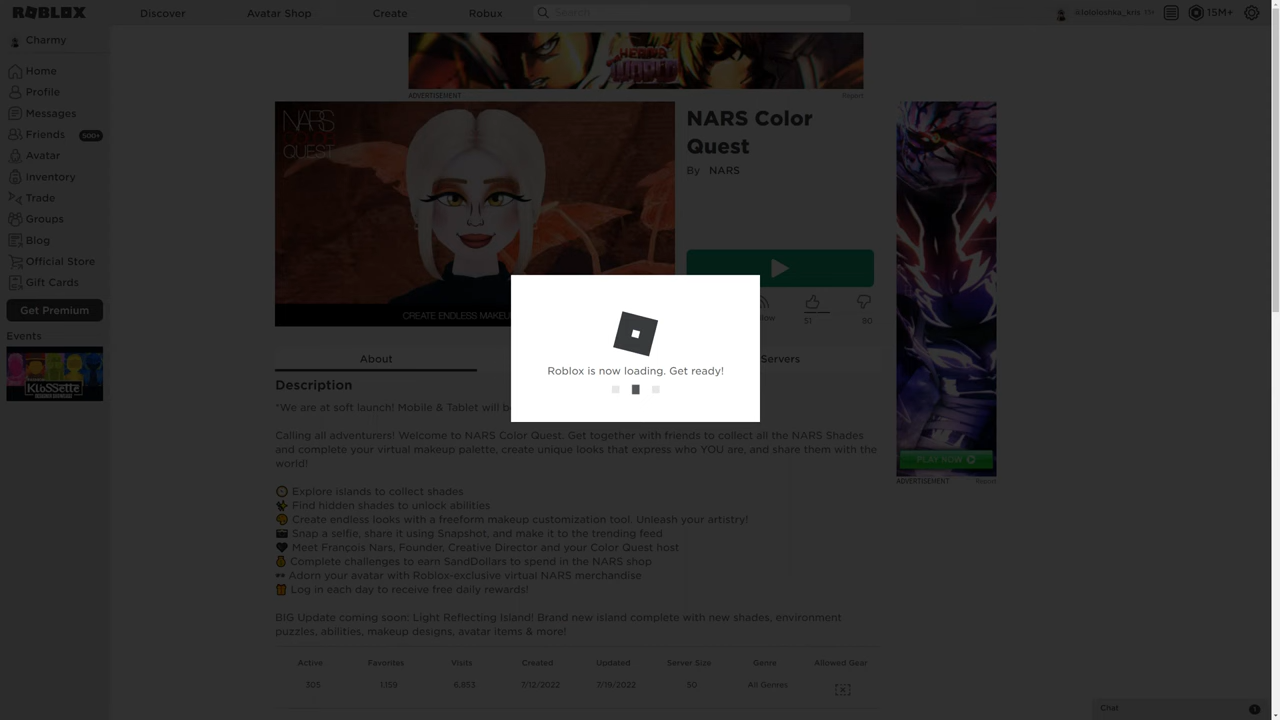 ROBLOX
Discover
Avatar Shop
Create
Robux
Search
@lololoshka_kris 13+
15M+
Charmy
Home
Profile
Messages
Friends
500+
Avatar
Inventory
Trade
Groups
Blog
Official Store
Gift Cards
Get Premium
Events
KLOSSETTE
HEROIC
WORLD
ADVERTISEMENT
Report
NARS
COLOR
QUEST
CREATE ENDLESS MAKEU
NARS Color
Quest
By NARS
51
80
About
Servers
Roblox is now loading. Get ready!
Description
*We are at soft launch! Mobile & Tablet will b
Calling all adventurers! Welcome to NARS Color Quest. Get together with friends to collect all the NARS Shades
and complete your virtual makeup palette, create unique looks that express who YOU are, and share them with the
world!
🧭 Explore islands to collect shades
✨ Find hidden shades to unlock abilities
🎨 Create endless looks with a freeform makeup customization tool. Unleash your artistry!
📷 Snap a selfie, share it using Snapshot, and make it to the trending feed
🖤 Meet François Nars, Founder, Creative Director and your Color Quest host
💰 Complete challenges to earn SandDollars to spend in the NARS shop
🕶 Adorn your avatar with Roblox-exclusive virtual NARS merchandise
🎁 Log in each day to receive free daily rewards!
BIG Update coming soon: Light Reflecting Island! Brand new island complete with new shades, environment
puzzles, abilities, makeup designs, avatar items & more!
Active Favorites Visits Created Updated Server Size Genre Allowed Gear
305 1,159 6,853 7/12/2022 7/19/2022 50 All Genres
PLAY NOW
ADVERTISEMENT
Report
Chat
1